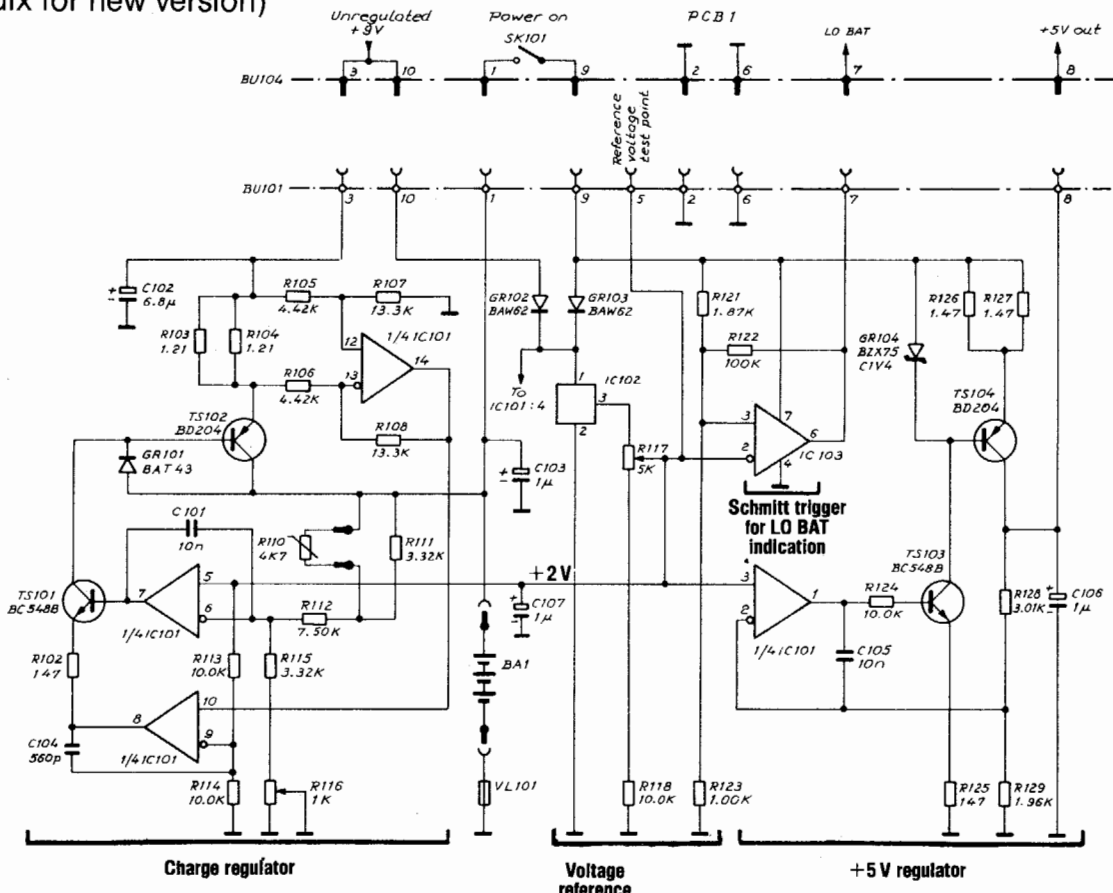 dix for new version)
Unregulated
+9V
Power on
SK101
PCB1
LO BAT
+5V out
BU104
3
10
1
9
2
6
7
8
Reference
voltage
test point
BU101
3
10
1
9
5
2
6
7
8
C102
6.8µ
R105
4.42K
R107
13.3K
R103
1.21
R104
1.21
1/4 IC101
12
13
14
R106
4.42K
R108
13.3K
TS102
BD204
GR101
BAT 43
GR102
BAW62
GR103
BAW62
To
IC101:4
1
IC102
3
2
R121
1.87K
R122
100K
R126
1.47
R127
1.47
GR104
BZX75
C1V4
TS104
BD204
3
2
7
6
4
IC103
R117
5K
C103
1µ
Schmitt trigger
for LO BAT
indication
C101
10n
R110
4K7
R111
3.32K
TS101
BC548B
7
5
6
1/4 IC101
R112
7.50K
+2V
C107
1µ
3
2
1
1/4 IC101
R124
10.0K
TS103
BC548B
C105
10n
R128
3.01K
C106
1µ
R102
147
R113
10.0K
R115
3.32K
BA1
8
10
9
1/4 IC101
C104
560p
R114
10.0K
R116
1K
VL101
R118
10.0K
R123
1.00K
R125
147
R129
1.96K
Charge regulator
Voltage
reference
+5V regulator